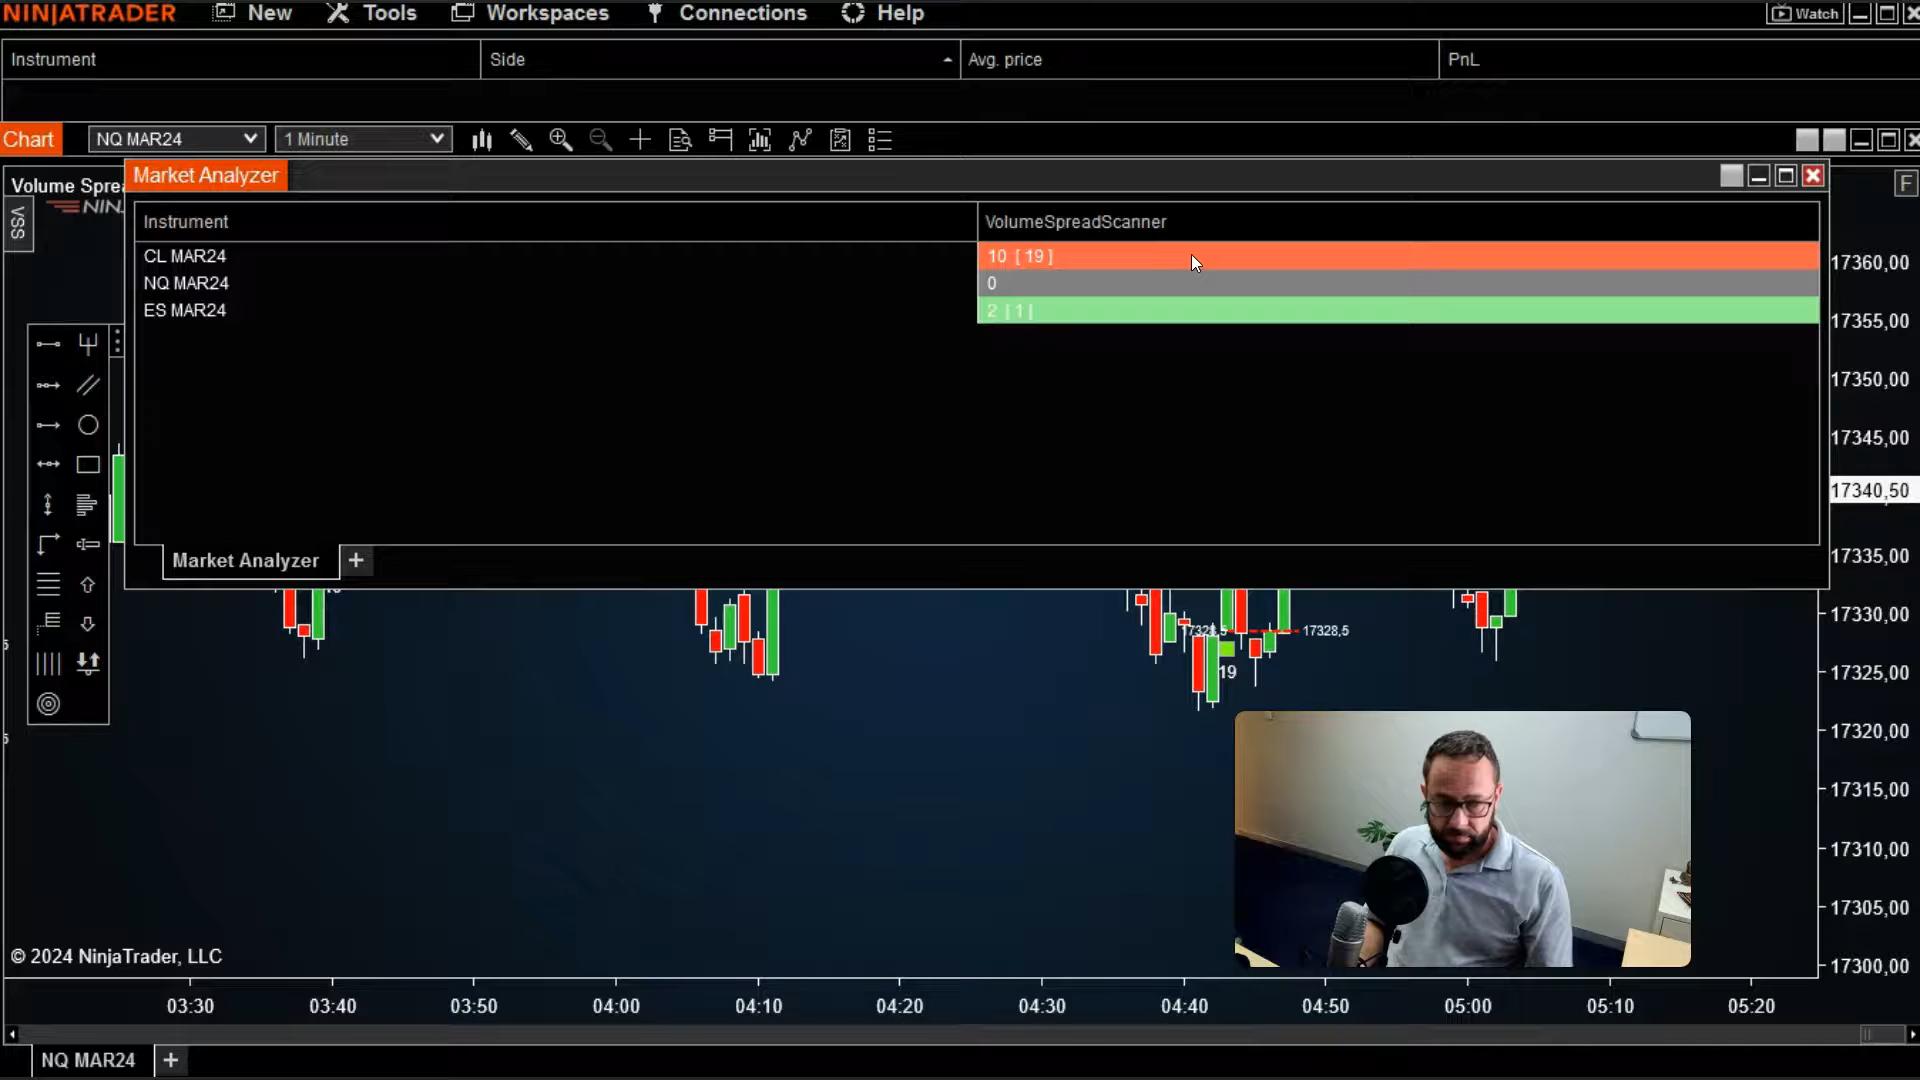 NINJATRADER New Tools Workspaces Connections Help Watch
Instrument Side Avg. price PnL
Chart NQ MAR24 1 Minute
Market Analyzer
Volume Sprea
F
VSS
Instrument VolumeSpreadScanner
CL MAR24 10 [ 19 ]
NQ MAR24 0
ES MAR24 2 [ 1 ]
Market Analyzer +
17360,00
17355,00
17350,00
17345,00
17340,50
17335,00
17330,00
17328,5 17328,5
19
17325,00
17320,00
17315,00
17310,00
17305,00
17300,00
© 2024 NinjaTrader, LLC
03:30 03:40 03:50 04:00 04:10 04:20 04:30 04:40 04:50 05:00 05:10 05:20
NQ MAR24 +